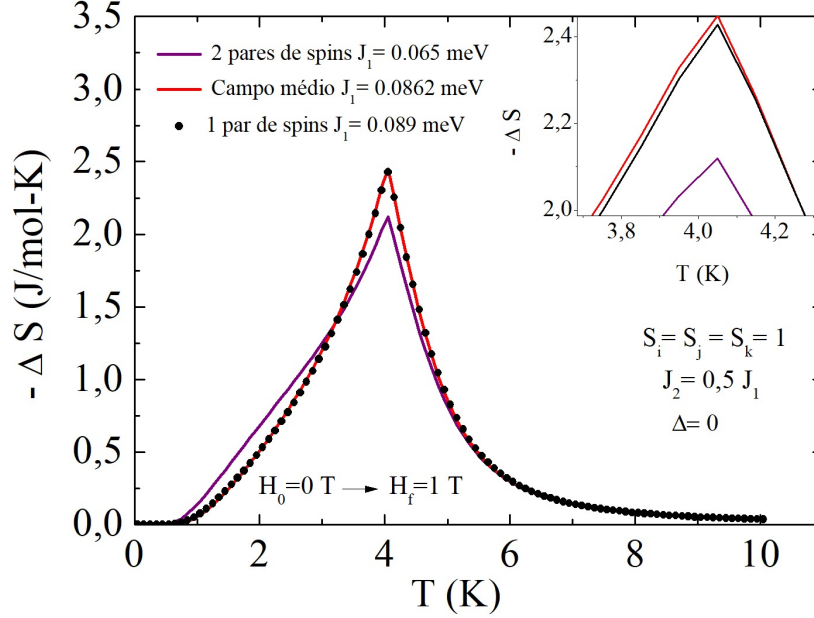 3,5
3,0
2,5
2,0
1,5
1,0
0,5
0,0
- Δ S (J/mol-K)
2 pares de spins J₁= 0.065 meV
Campo médio J₁= 0.0862 meV
1 par de spins J₁= 0.089 meV
2,4
2,2
2,0
- Δ S
3,8 4,0 4,2
T (K)
Sᵢ= Sⱼ= Sₖ= 1
J₂= 0,5 J₁
Δ= 0
H₀=0 T → H_f=1 T
0 2 4 6 8 10
T (K)